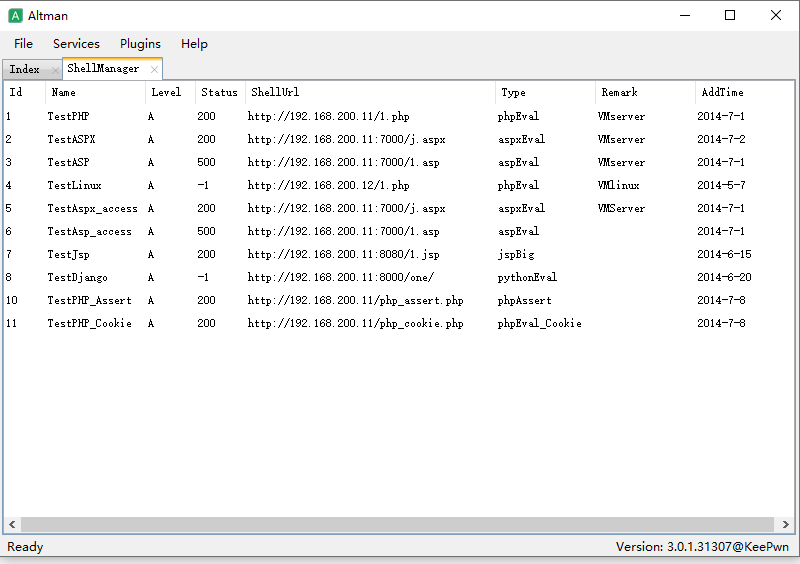 Altman
File Services Plugins Help
Index ShellManager
Id Name Level Status ShellUrl Type Remark AddTime
1 TestPHP A 200 http://192.168.200.11/1.php phpEval VMserver 2014-7-1
2 TestASPX A 200 http://192.168.200.11:7000/j.aspx aspxEval VMserver 2014-7-2
3 TestASP A 500 http://192.168.200.11:7000/1.asp aspEval VMserver 2014-7-1
4 TestLinux A -1 http://192.168.200.12/1.php phpEval VMlinux 2014-5-7
5 TestAspx_access A 200 http://192.168.200.11:7000/j.aspx aspxEval VMServer 2014-7-1
6 TestAsp_access A 500 http://192.168.200.11:7000/1.asp aspEval 2014-7-1
7 TestJsp A 200 http://192.168.200.11:8080/1.jsp jspBig 2014-6-15
8 TestDjango A -1 http://192.168.200.11:8000/one/ pythonEval 2014-6-20
10 TestPHP_Assert A 200 http://192.168.200.11/php_assert.php phpAssert 2014-7-8
11 TestPHP_Cookie A 200 http://192.168.200.11/php_cookie.php phpEval_Cookie 2014-7-8
Ready Version: 3.0.1.31307@KeePwn